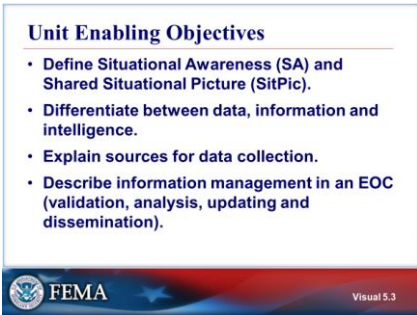 Unit Enabling Objectives
• Define Situational Awareness (SA) and
Shared Situational Picture (SitPic).
• Differentiate between data, information and
intelligence.
• Explain sources for data collection.
• Describe information management in an EOC
(validation, analysis, updating and
dissemination).
FEMA
Visual 5.3